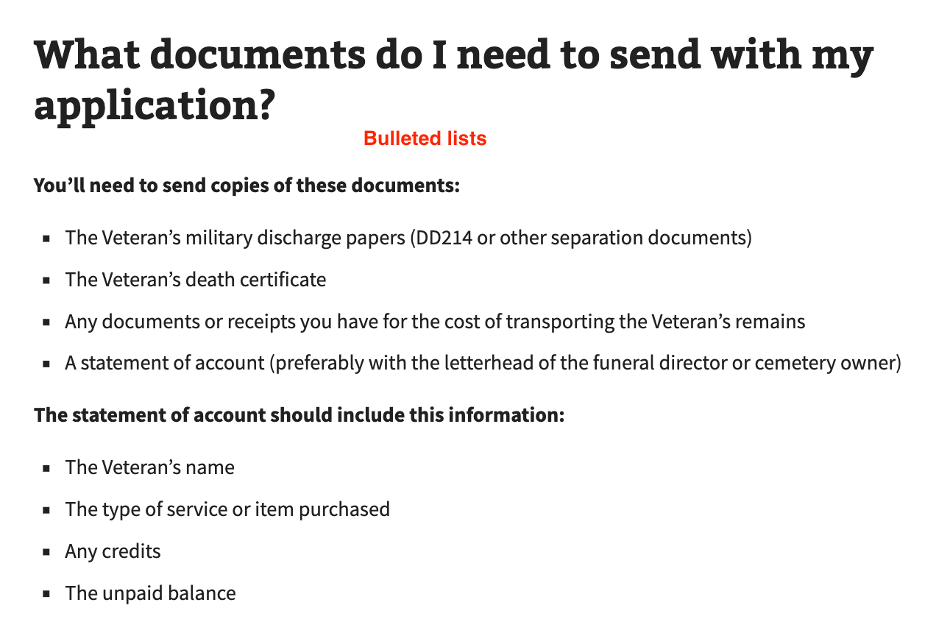 What documents do I need to send with my
application?
Bulleted lists
You’ll need to send copies of these documents:
▪ The Veteran’s military discharge papers (DD214 or other separation documents)
▪ The Veteran’s death certificate
▪ Any documents or receipts you have for the cost of transporting the Veteran’s remains
▪ A statement of account (preferably with the letterhead of the funeral director or cemetery owner)
The statement of account should include this information:
▪ The Veteran’s name
▪ The type of service or item purchased
▪ Any credits
▪ The unpaid balance